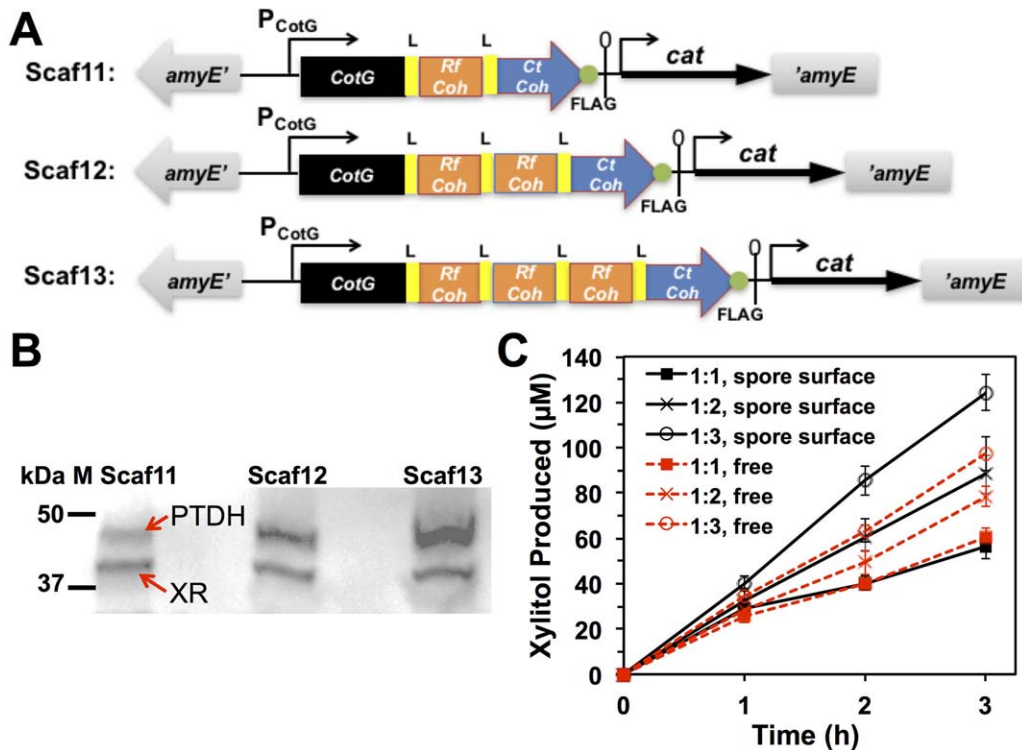 A
Scaf11:
amyE'
P_CotG
CotG
L
Rf Coh
L
Ct Coh
FLAG
cat
'amyE
Scaf12:
amyE'
P_CotG
CotG
L
Rf Coh
L
Rf Coh
L
Ct Coh
FLAG
cat
'amyE
Scaf13:
amyE'
P_CotG
CotG
L
Rf Coh
L
Rf Coh
L
Rf Coh
L
Ct Coh
FLAG
cat
'amyE
B
kDa M Scaf11 Scaf12 Scaf13
50
PTDH
37
XR
C
Xylitol Produced (µM)
140
120
100
80
60
40
20
0
1:1, spore surface
1:2, spore surface
1:3, spore surface
1:1, free
1:2, free
1:3, free
0 1 2 3
Time (h)